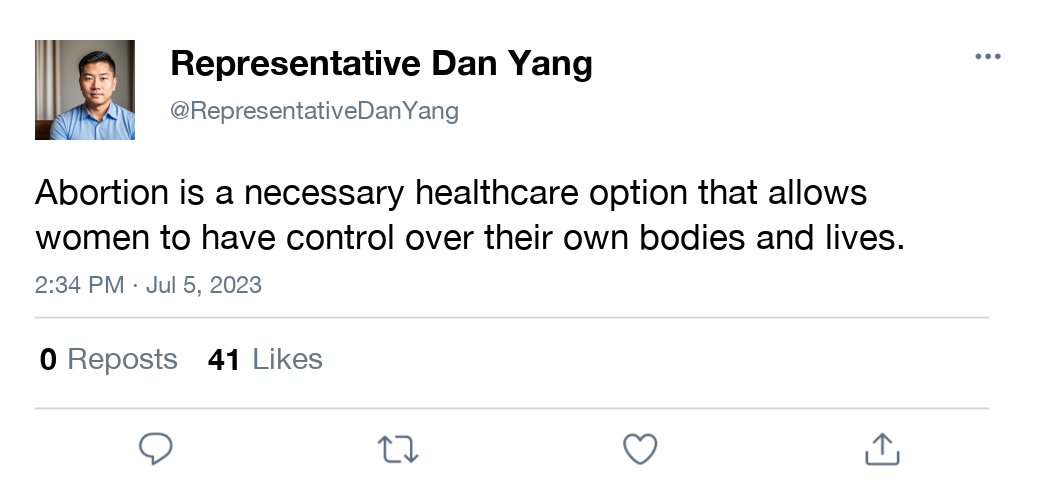 Representative Dan Yang
@RepresentativeDanYang
Abortion is a necessary healthcare option that allows
women to have control over their own bodies and lives.
2:34 PM · Jul 5, 2023
0 Reposts 41 Likes